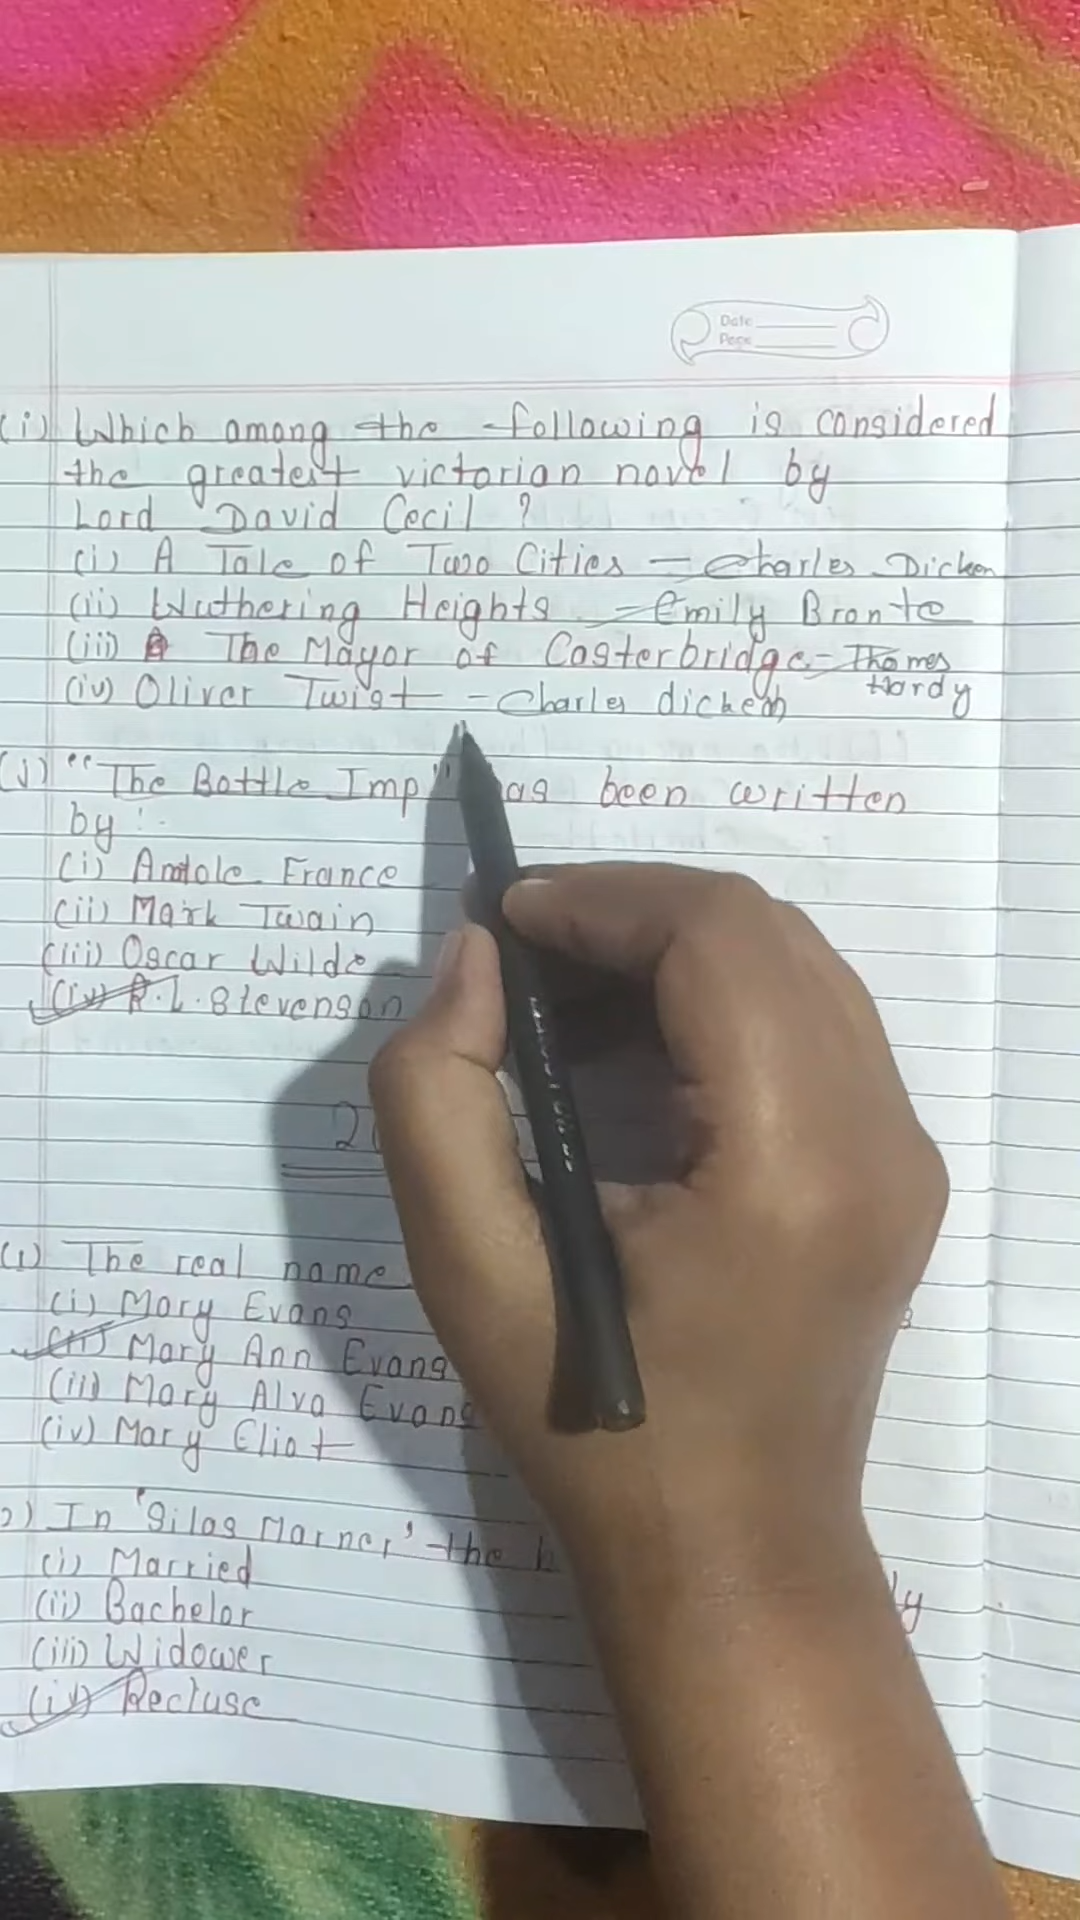 Date
Page
(i) Which among the following is considered
the greatest victorian novel by
Lord David Cecil ?
(i) A Tale of Two Cities - Charles Dicken
(ii) Wuthering Heights - Emily Bronte
(iii) The Mayor of Casterbridge - Thomas
Hardy
(iv) Oliver Twist - Charles dicken
(J) "The Bottle Imp" has been written
by :-
(i) Antole France
(ii) Mark Twain
(iii) Oscar Wilde
(iv) R.L. Stevenson
2
(1) The real name
(i) Mary Evans
(ii) Mary Ann Evans
(iii) Mary Alva Evans
(iv) Mary Eliot
2) In 'Silas Marner' the
(i) Married
(ii) Bachelor
(iii) Widower
(iv) Recluse